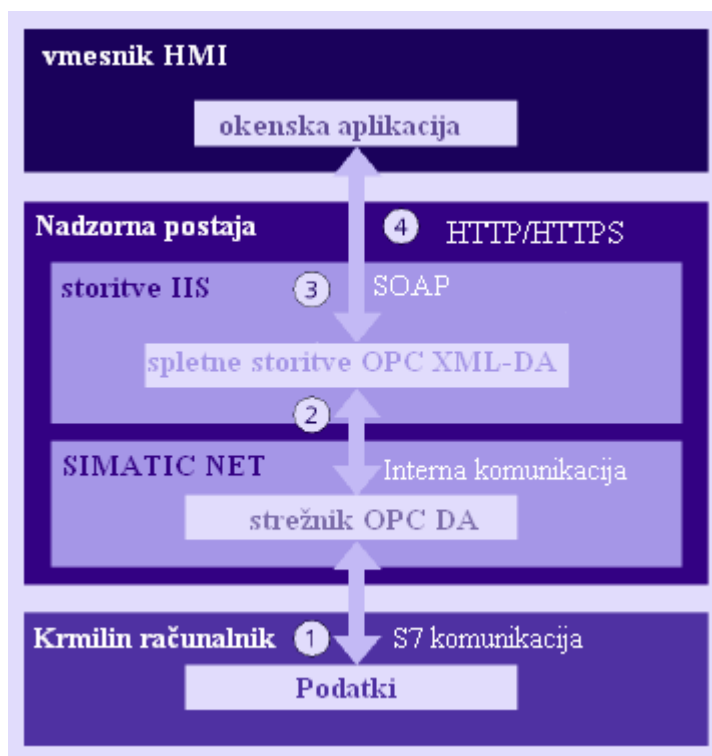 vmesnik HMI
okenska aplikacija
Nadzorna postaja
4 HTTP/HTTPS
storitve IIS
3 SOAP
spletne storitve OPC XML-DA
2
SIMATIC NET
Interna komunikacija
strežnik OPC DA
Krmilin računalnik
1 S7 komunikacija
Podatki